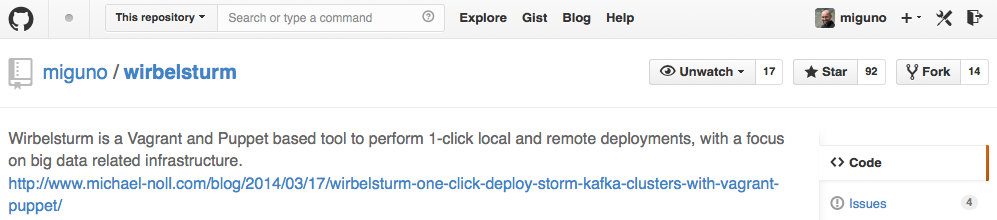 This repository Search or type a command Explore Gist Blog Help miguno
miguno / wirbelsturm Unwatch 17 Star 92 Fork 14
Wirbelsturm is a Vagrant and Puppet based tool to perform 1-click local and remote deployments, with a focus
on big data related infrastructure.
http://www.michael-noll.com/blog/2014/03/17/wirbelsturm-one-click-deploy-storm-kafka-clusters-with-vagrant-
puppet/
Code
Issues 4